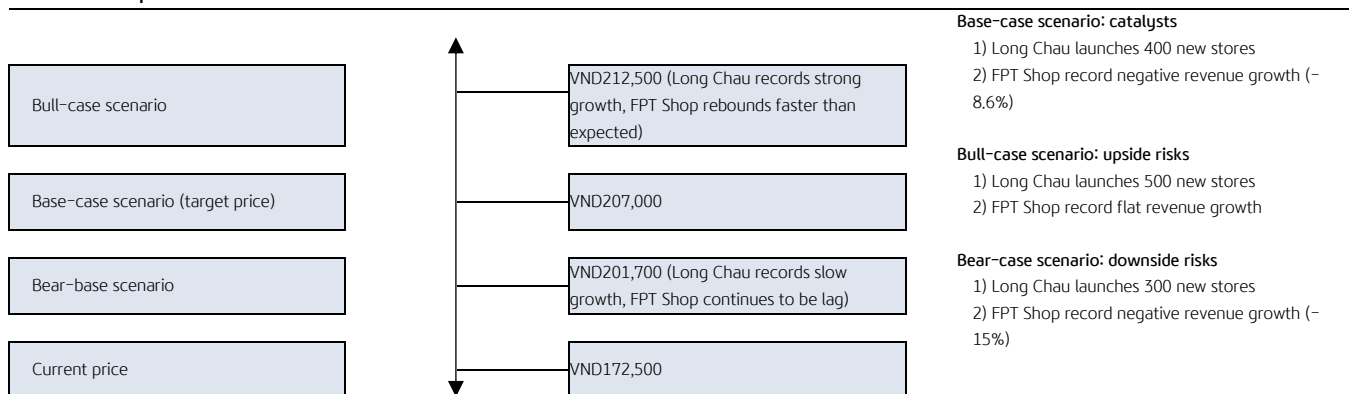 Bull-case scenario
VND212,500 (Long Chau records strong
growth, FPT Shop rebounds faster than
expected)
Base-case scenario (target price)
VND207,000
Bear-base scenario
VND201,700 (Long Chau records slow
growth, FPT Shop continues to be lag)
Current price
VND172,500
Base-case scenario: catalysts
1) Long Chau launches 400 new stores
2) FPT Shop record negative revenue growth (-
8.6%)
Bull-case scenario: upside risks
1) Long Chau launches 500 new stores
2) FPT Shop record flat revenue growth
Bear-case scenario: downside risks
1) Long Chau launches 300 new stores
2) FPT Shop record negative revenue growth (-
15%)